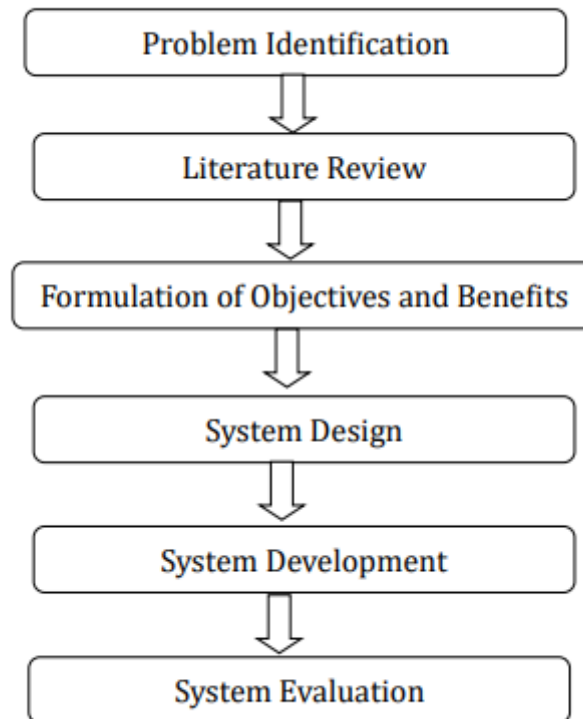 Problem Identification
Literature Review
Formulation of Objectives and Benefits
System Design
System Development
System Evaluation